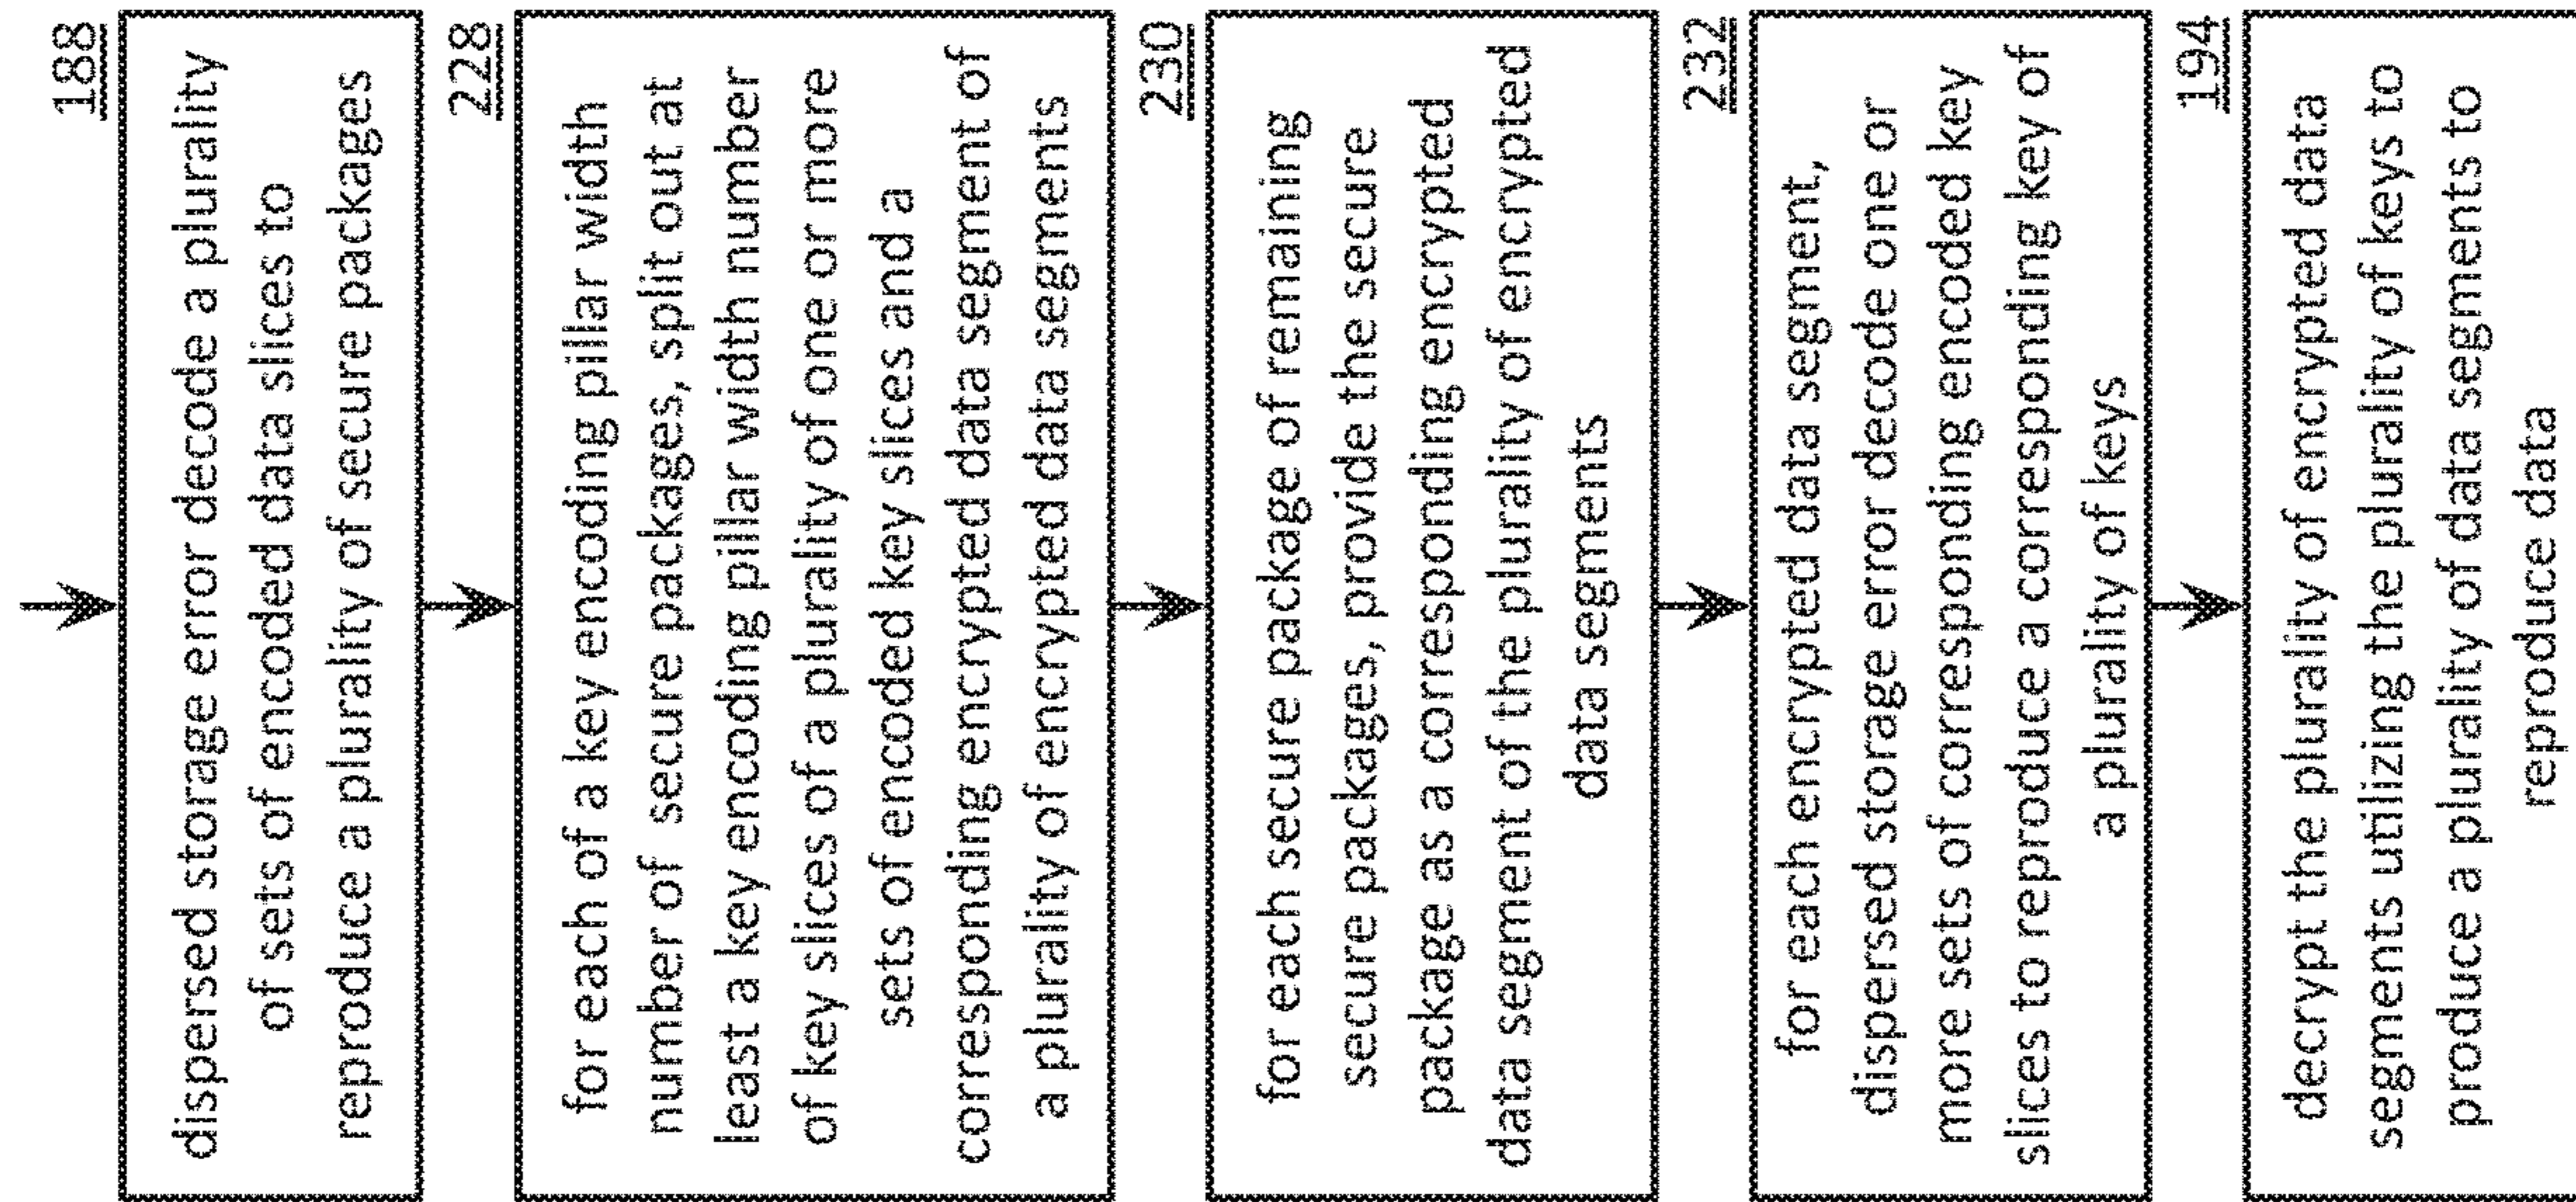 188
dispersed storage error decode a plurality
of sets of encoded data slices to
reproduce a plurality of secure packages
228
for each of a key encoding pillar width
number of secure packages, split out at
least a key encoding pillar width number
of key slices of a plurality of one or more
sets of encoded key slices and a
corresponding encrypted data segment of
a plurality of encrypted data segments
230
for each secure package of remaining
secure packages, provide the secure
package as a corresponding encrypted
data segment of the plurality of encrypted
data segments
232
for each encrypted data segment,
dispersed storage error decode one or
more sets of corresponding encoded key
slices to reproduce a corresponding key of
a plurality of keys
194
decrypt the plurality of encrypted data
segments utilizing the plurality of keys to
produce a plurality of data segments to
reproduce data